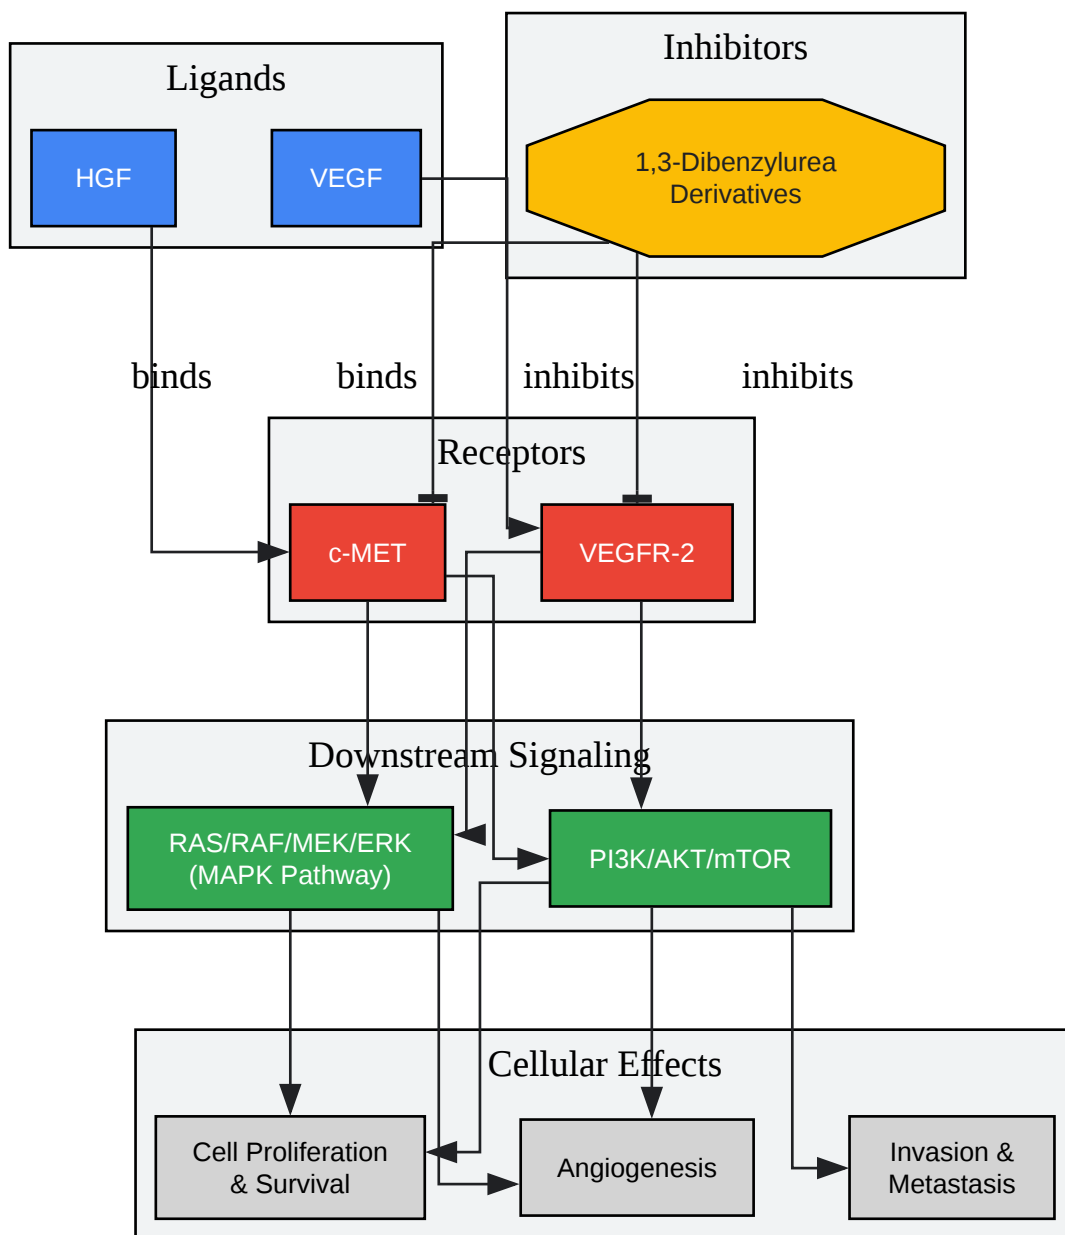 Inhibitors
Ligands
HGF
VEGF
1,3-Dibenzylurea
Derivatives
binds
binds
inhibits
inhibits
Receptors
c-MET
VEGFR-2
Downstream Signaling
RAS/RAF/MEK/ERK
(MAPK Pathway)
PI3K/AKT/mTOR
Cellular Effects
Cell Proliferation
& Survival
Angiogenesis
Invasion &
Metastasis